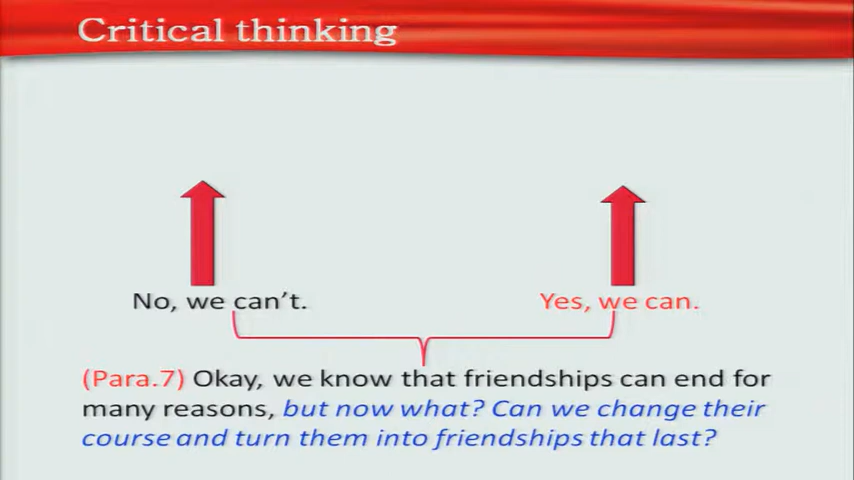 Critical thinking
No, we can't.
Yes, we can.
(Para.7) Okay, we know that friendships can end for
many reasons, but now what? Can we change their
course and turn them into friendships that last?